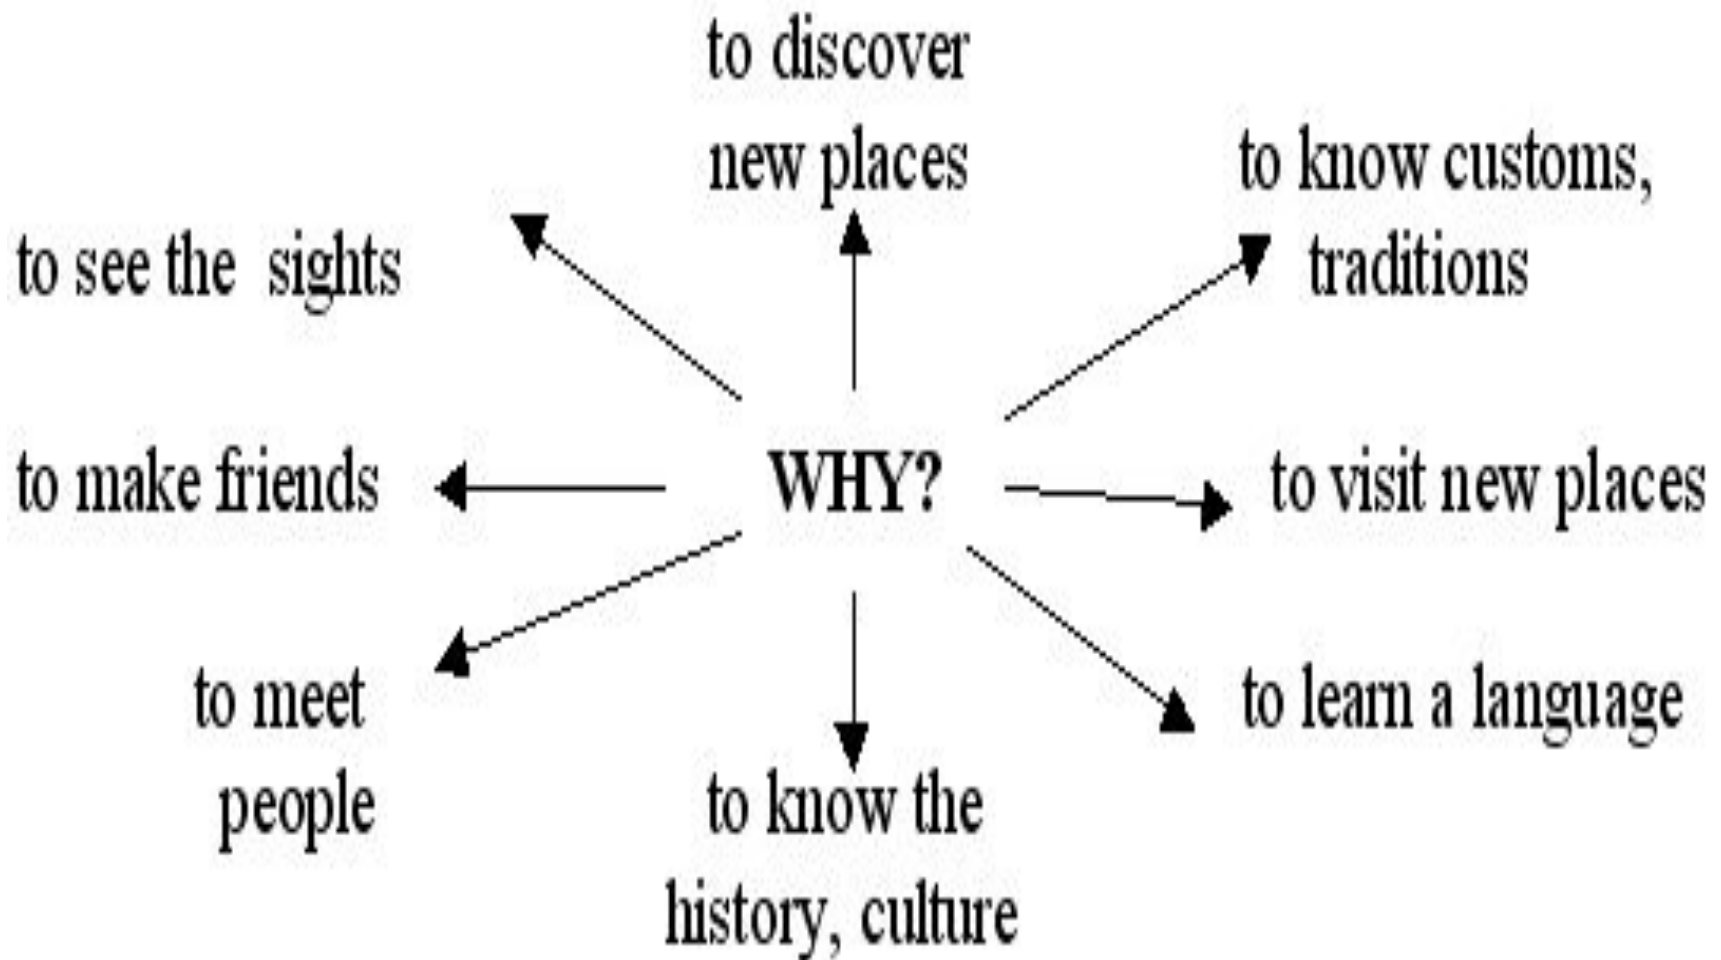 to discover
new places
to know customs,
traditions
to see the sights
to make friends
WHY?
to visit new places
to meet
people
to learn a language
to know the
history, culture